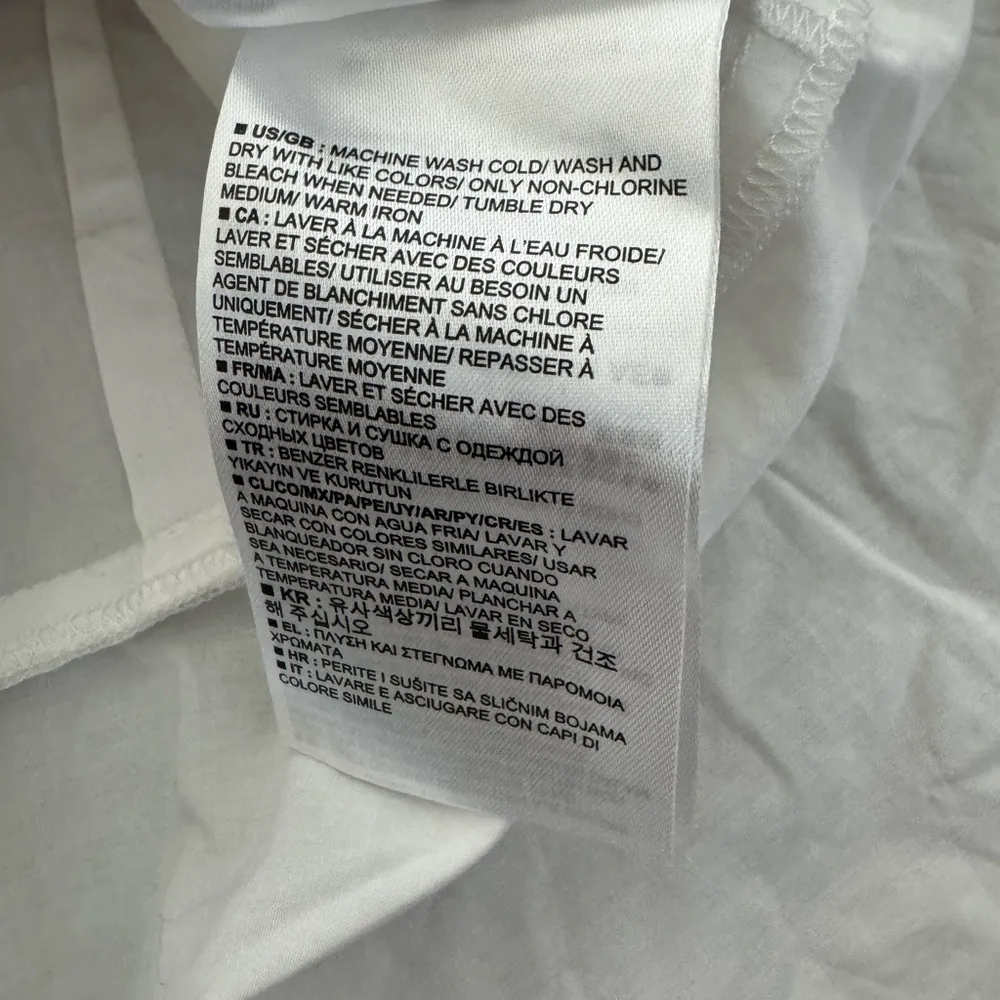 ■ US/GB : MACHINE WASH COLD/ WASH AND
DRY WITH LIKE COLORS/ ONLY NON-CHLORINE
BLEACH WHEN NEEDED/ TUMBLE DRY
MEDIUM/ WARM IRON
■ CA : LAVER À LA MACHINE À L'EAU FROIDE/
LAVER ET SÉCHER AVEC DES COULEURS
SEMBLABLES/ UTILISER AU BESOIN UN
AGENT DE BLANCHIMENT SANS CHLORE
UNIQUEMENT/ SÉCHER À LA MACHINE À
TEMPÉRATURE MOYENNE/ REPASSER À
TEMPÉRATURE MOYENNE
■ FR/MA : LAVER ET SÉCHER AVEC DES
COULEURS SEMBLABLES
■ RU : СТИРКА И СУШКА С ОДЕЖДОЙ
СХОДНЫХ ЦВЕТОВ
■ TR : BENZER RENKLILERLE BIRLIKTE
YIKAYIN VE KURUTUN
■ CL/CO/MX/PA/PE/UY/AR/PY/CR/ES : LAVAR
A MAQUINA CON AGUA FRIA/ LAVAR Y
SECAR CON COLORES SIMILARES/ USAR
BLANQUEADOR SIN CLORO CUANDO
SEA NECESARIO/ SECAR A MAQUINA
A TEMPERATURA MEDIA/ PLANCHAR A
TEMPERATURA MEDIA/ LAVAR EN SECO
■ KR : 유사색상끼리 물세탁과 건조
해 주십시오
■ EL : ΠΛΥΣΗ ΚΑΙ ΣΤΕΓΝΩΜΑ ΜΕ ΠΑΡΟΜΟΙΑ
ΧΡΩΜΑΤΑ
■ HR : PERITE I SUŠITE SA SLIČNIM BOJAMA
■ IT : LAVARE E ASCIUGARE CON CAPI DI
COLORE SIMILE